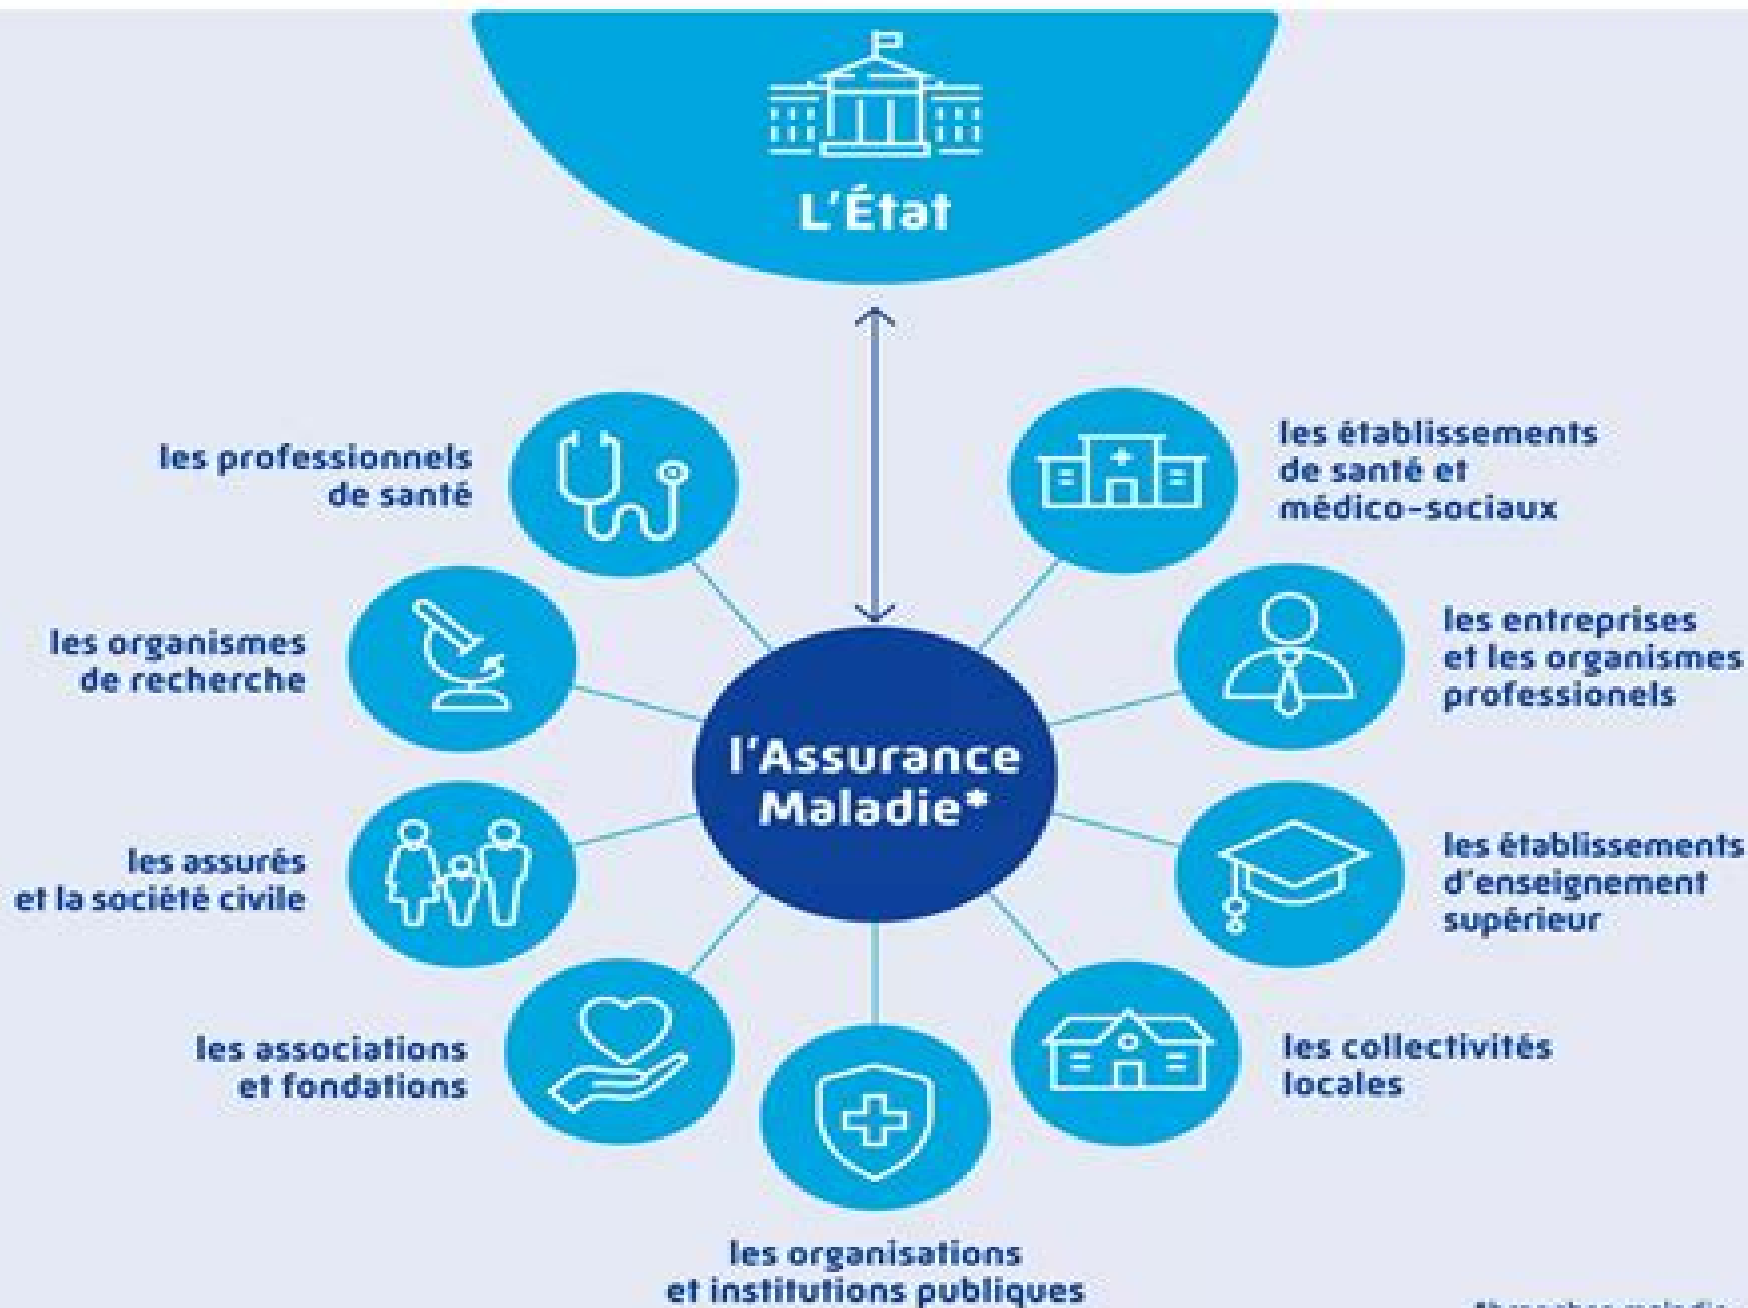 L'État
les professionnels
de santé
les établissements
de santé et
médico-sociaux
les organismes
de recherche
les entreprises
et les organismes
professionels
l'Assurance
Maladie*
les assurés
et la société civile
les établissements
d'enseignement
supérieur
les associations
et fondations
les collectivités
locales
les organisations
et institutions publiques